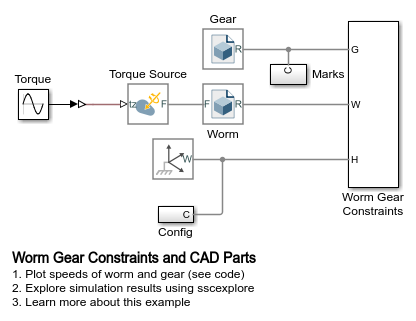 Gear
R
G
C
Marks
Torque
Torque Source
tz
F
F
R
W
Worm
W
H
C
Config
Worm Gear
Constraints
Worm Gear Constraints and CAD Parts
1. Plot speeds of worm and gear (see code)
2. Explore simulation results using sscexplore
3. Learn more about this example